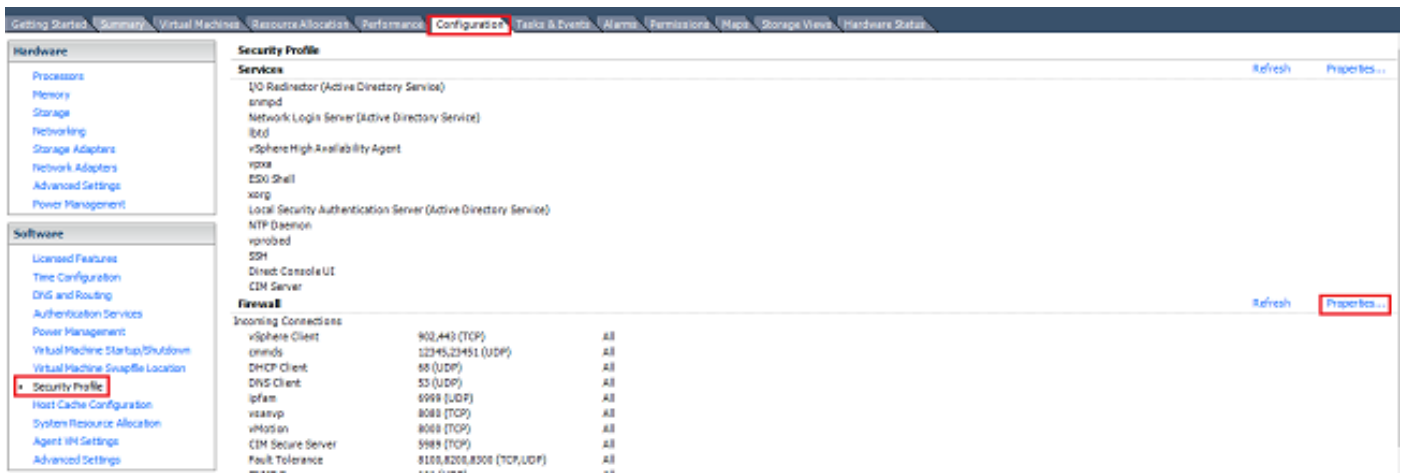 Getting Started Summary Virtual Machines Resource Allocation Performance Configuration Tasks & Events Alarms Permissions Maps Storage Views Hardware Status
Hardware
Processors
Memory
Storage
Networking
Storage Adapters
Network Adapters
Advanced Settings
Power Management
Software
Licensed Features
Time Configuration
DNS and Routing
Authentication Services
Power Management
Virtual Machine Startup/Shutdown
Virtual Machine Swapfile Location
Security Profile
Host Cache Configuration
System Resource Allocation
Agent VM Settings
Advanced Settings
Security Profile
Services Refresh Properties...
I/O Redirector (Active Directory Service)
snmpd
Network Login Server (Active Directory Service)
lbtd
vSphere High Availability Agent
vpxa
ESXi Shell
xorg
Local Security Authentication Server (Active Directory Service)
NTP Daemon
vprobed
SSH
Direct Console UI
CIM Server
Firewall Refresh Properties...
Incoming Connections
vSphere Client 902,443 (TCP) All
cmmds 12345,23451 (UDP) All
DHCP Client 68 (UDP) All
DNS Client 53 (UDP) All
ipfam 6999 (UDP) All
vsanvp 8080 (TCP) All
vMotion 8000 (TCP) All
CIM Secure Server 5989 (TCP) All
Fault Tolerance 8100,8200,8300 (TCP,UDP) All